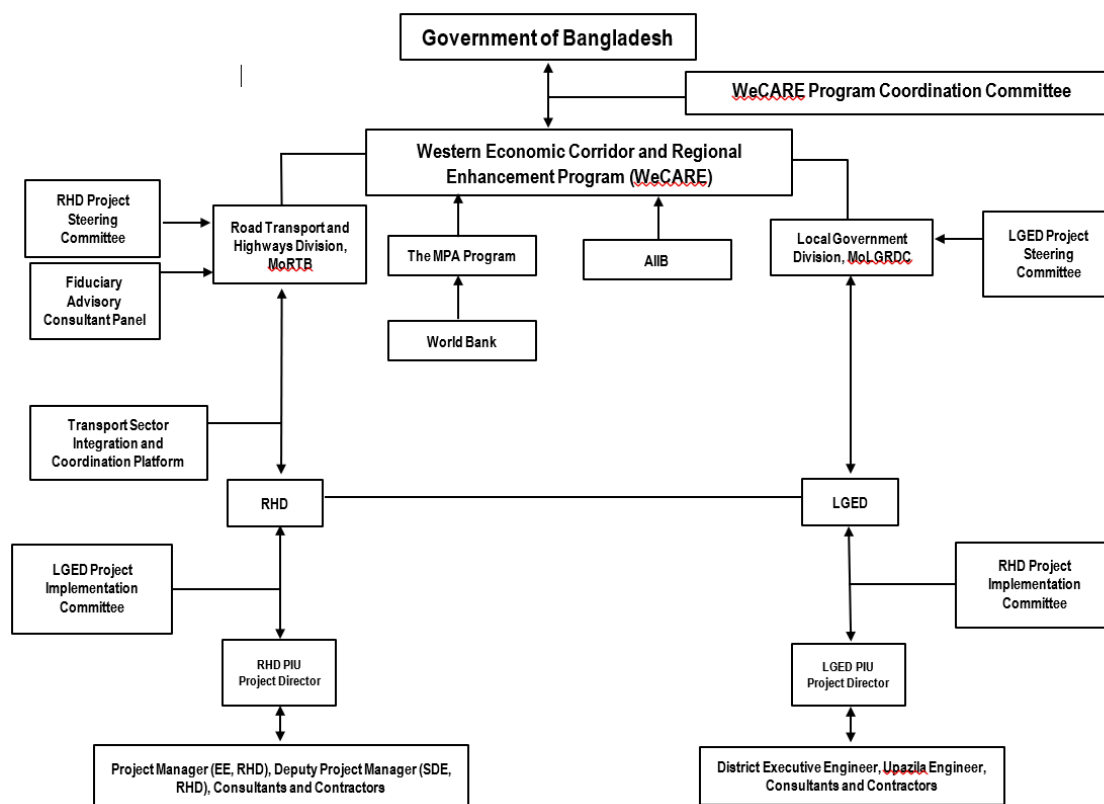 Government of Bangladesh
WeCARE Program Coordination Committee
Western Economic Corridor and Regional
Enhancement Program (WeCARE)
RHD Project
Steering
Committee
Road Transport and
Highways Division,
MoRTB
The MPA Program
AIIB
Local Government
Division, MoLGRDC
LGED Project
Steering
Committee
Fiduciary
Advisory
Consultant Panel
World Bank
Transport Sector
Integration and
Coordination Platform
RHD
LGED
LGED Project
Implementation
Committee
RHD Project
Implementation
Committee
RHD PIU
Project Director
LGED PIU
Project Director
Project Manager (EE, RHD), Deputy Project Manager (SDE,
RHD), Consultants and Contractors
District Executive Engineer, Upazila Engineer,
Consultants and Contractors